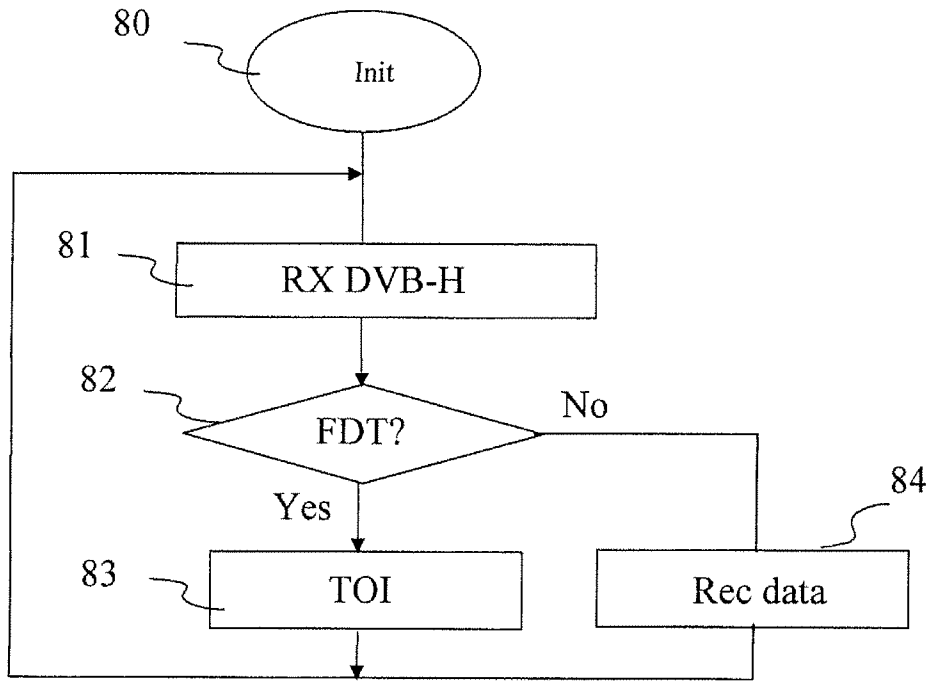 80
Init
81
RX DVB-H
82
FDT?
No
Yes
84
83
TOI
Rec data